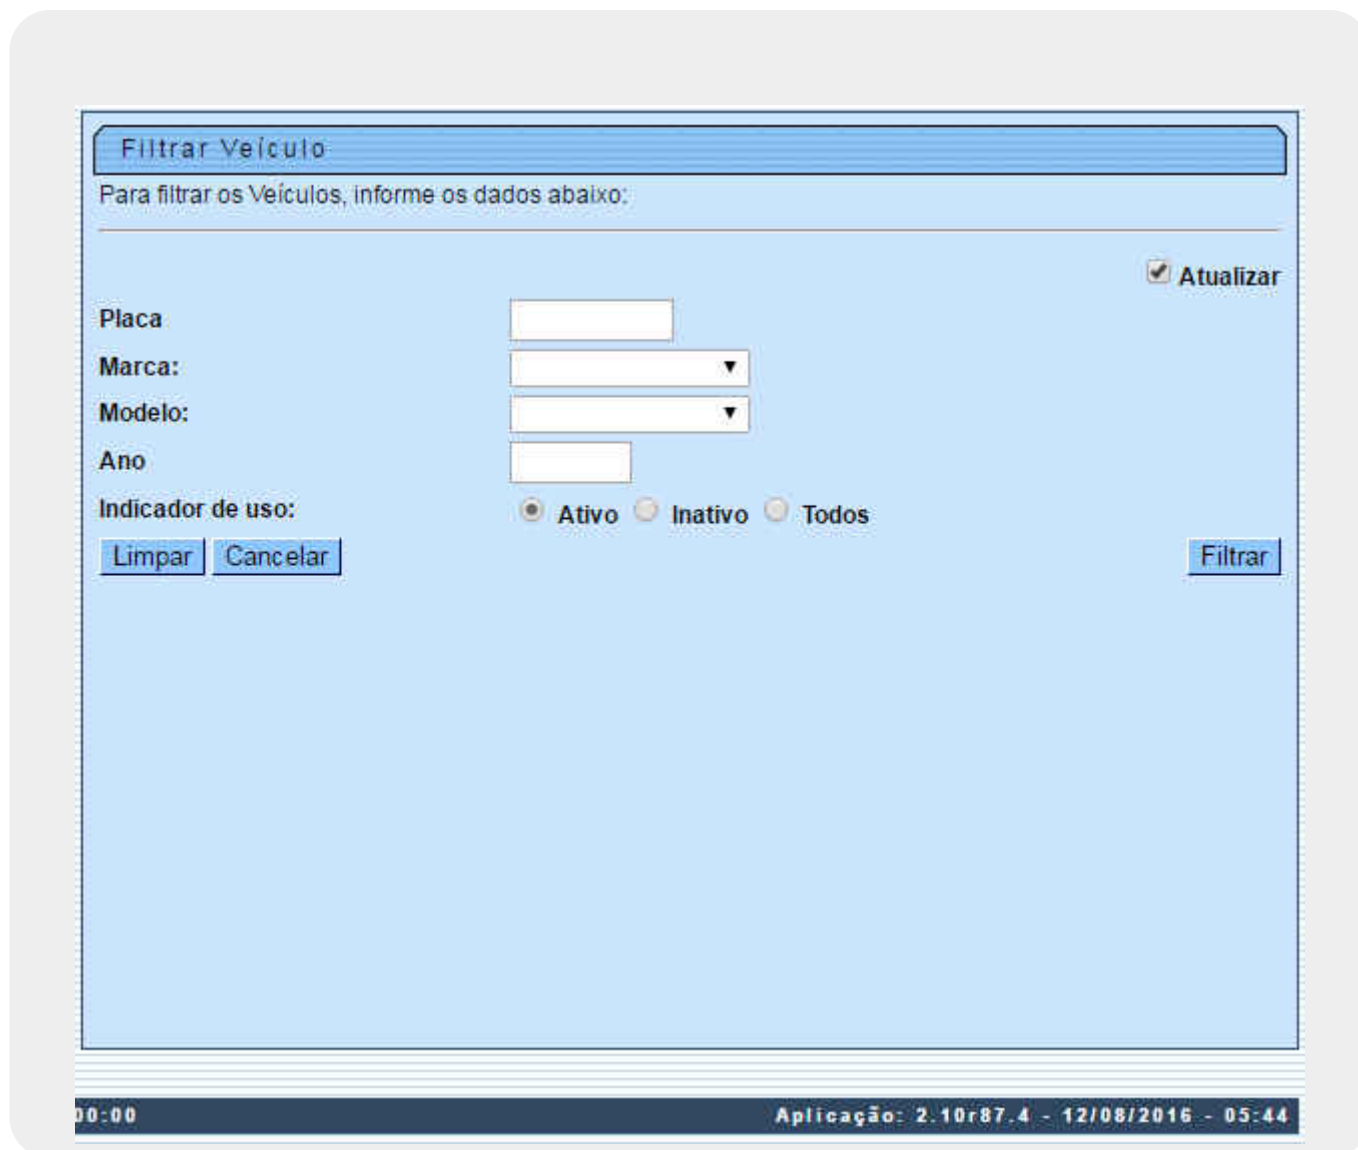 Filtrar Veículo
Para filtrar os Veículos, informe os dados abaixo:
Atualizar
Placa
Marca:
Modelo:
Ano
Indicador de uso: Ativo Inativo Todos
Limpar Cancelar Filtrar
00:00 Aplicação: 2.10r87.4 - 12/08/2016 - 05:44